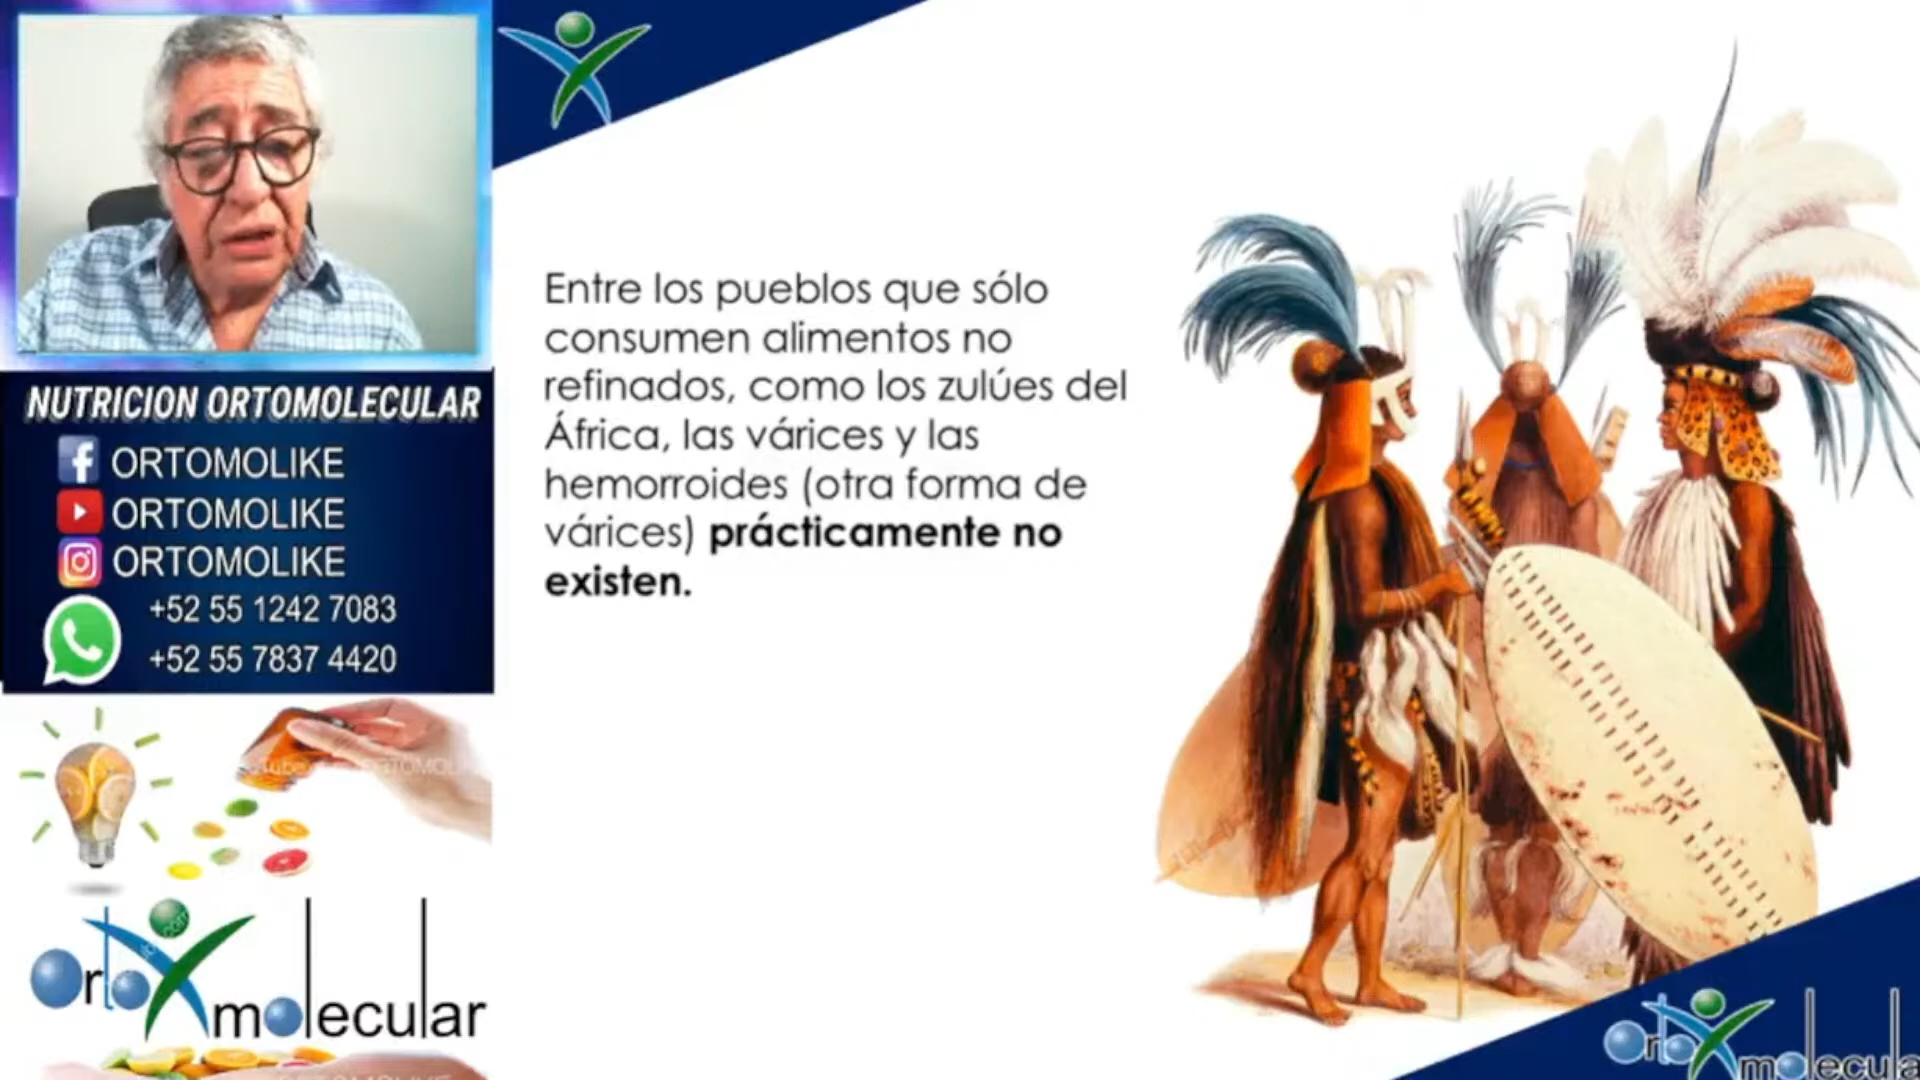 NUTRICION ORTOMOLECULAR
ORTOMOLIKE
ORTOMOLIKE
ORTOMOLIKE
+52 55 1242 7083
+52 55 7837 4420
Orto molecular
Entre los pueblos que sólo
consumen alimentos no
refinados, como los zulúes del
África, las várices y las
hemorroides (otra forma de
várices) prácticamente no
existen.